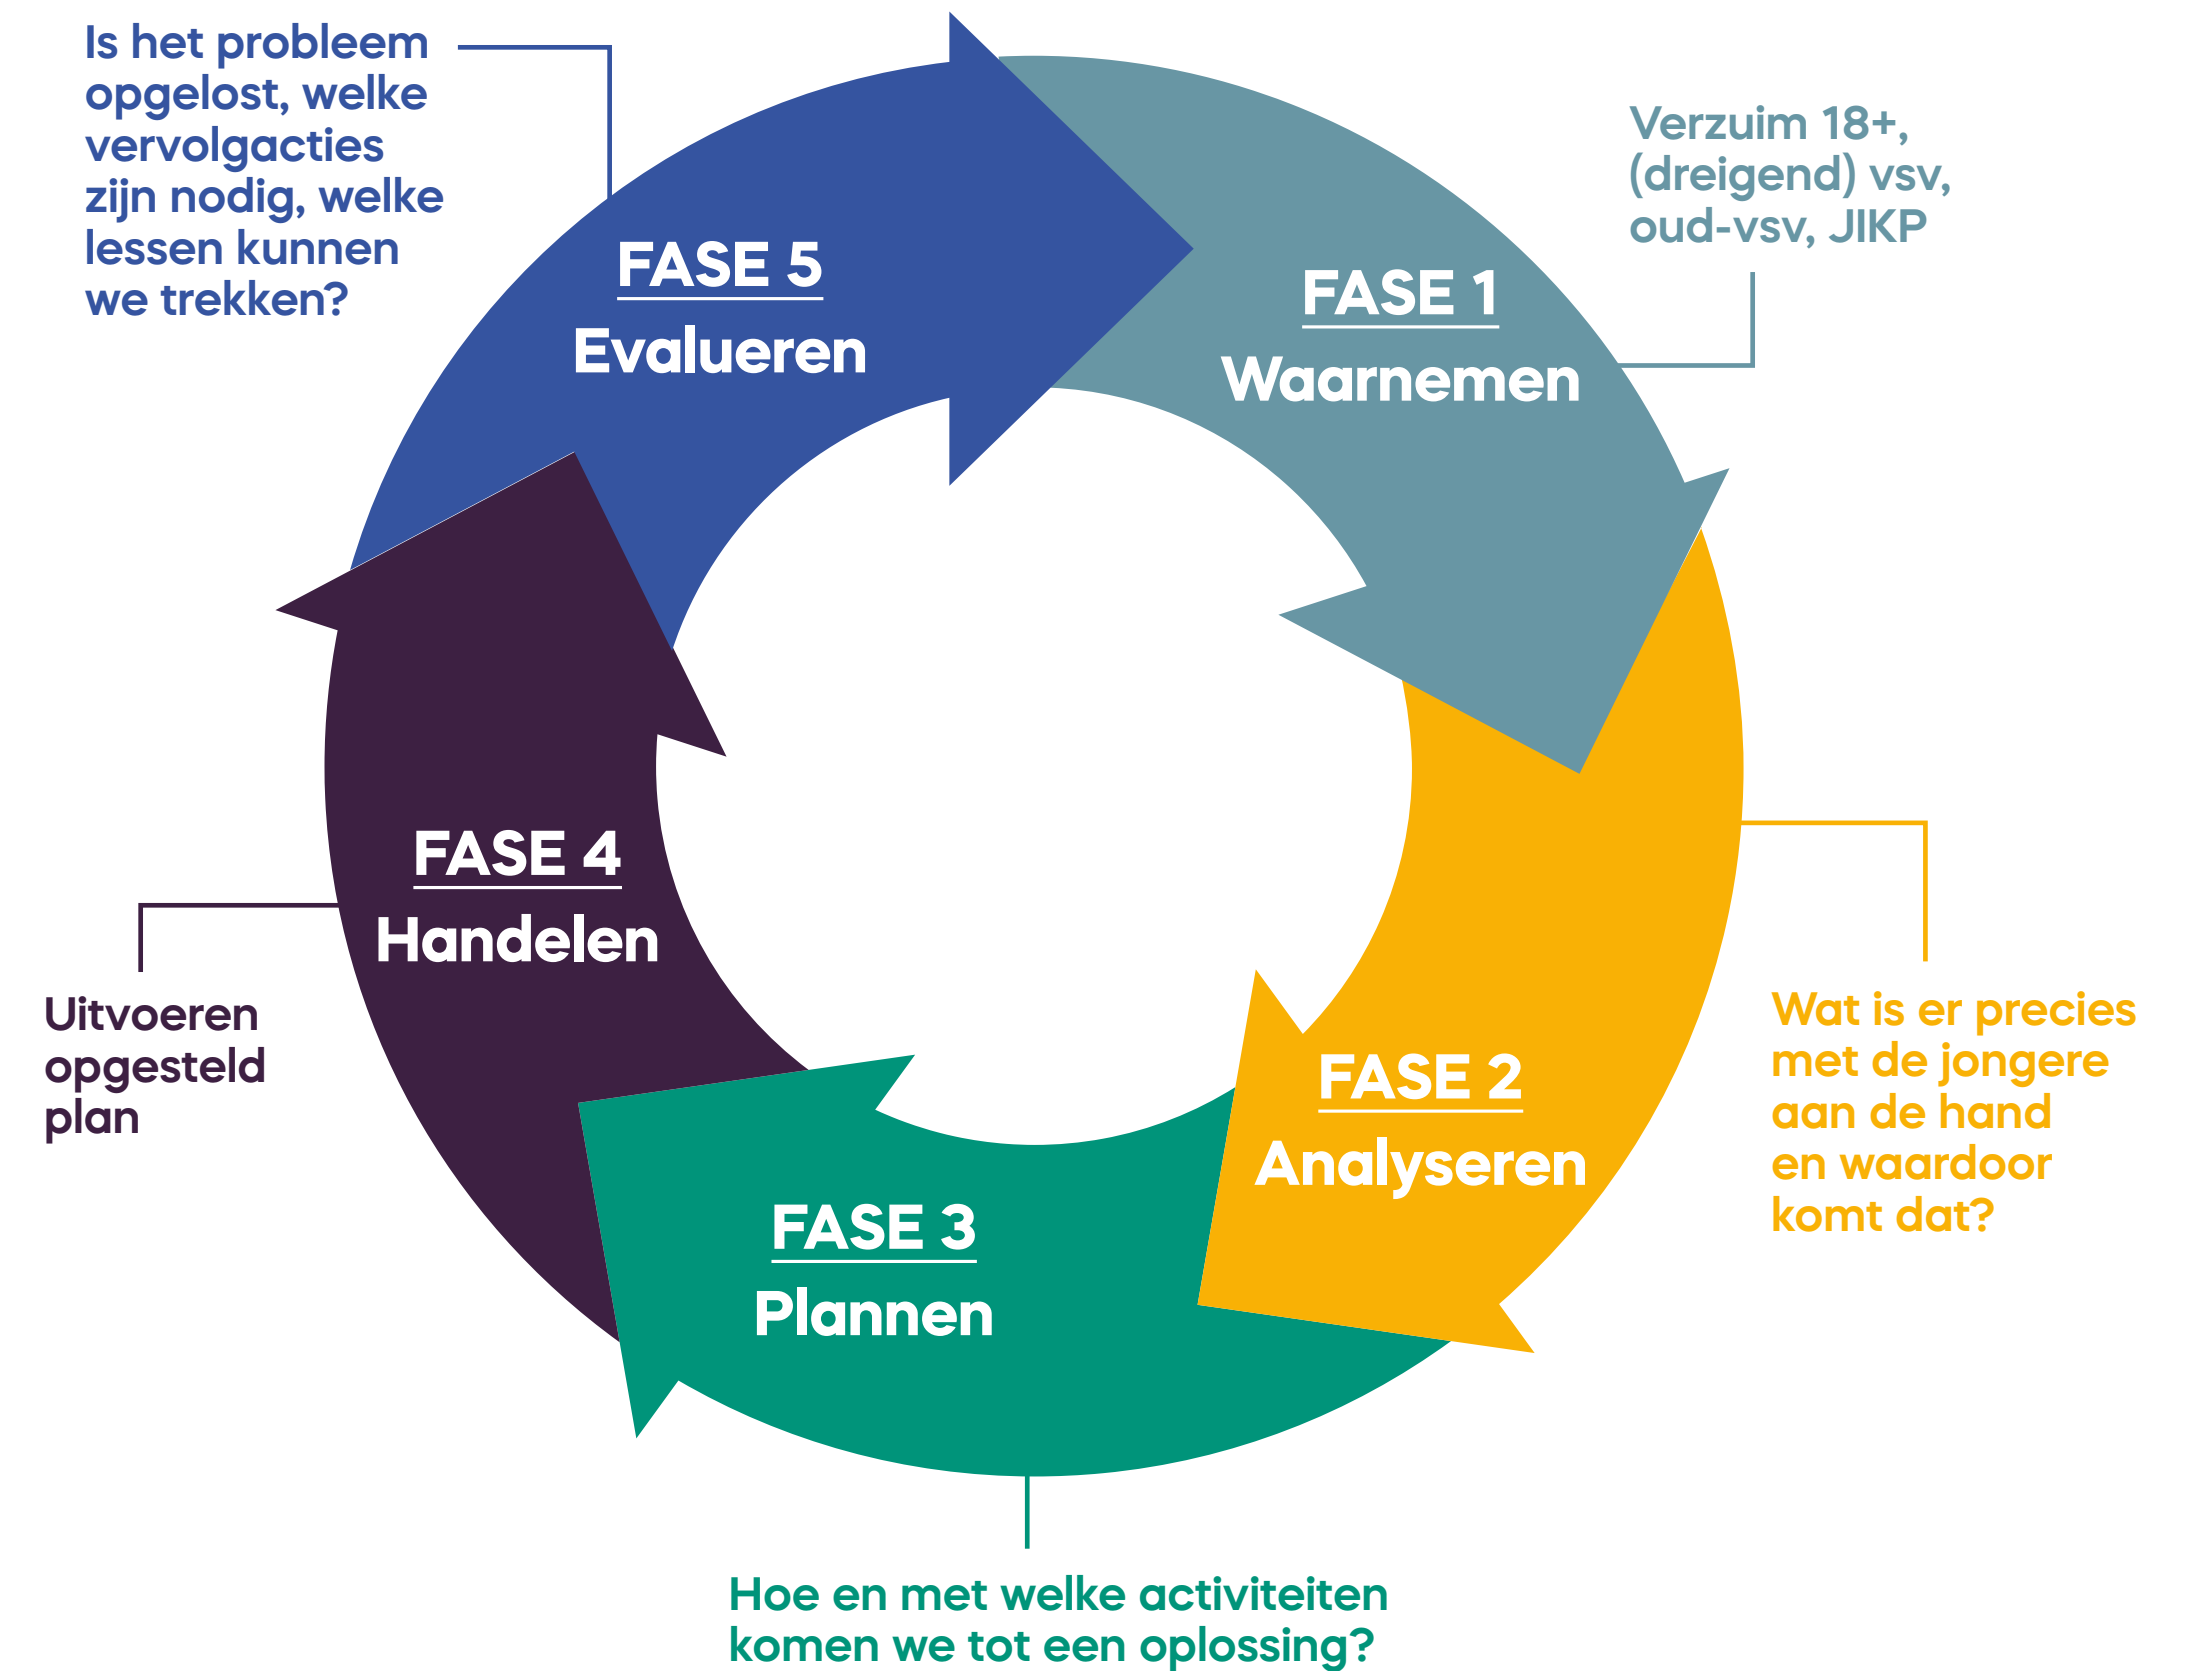 Is het probleem
opgelost, welke
vervolgacties
zijn nodig, welke
lessen kunnen
we trekken?
FASE 5
Evalueren
Verzuim 18+,
(dreigend) vsv,
oud-vsv, JIKP
FASE 1
Waarnemen
FASE 4
Handelen
Uitvoeren
opgesteld
plan
FASE 2
Analyseren
Wat is er precies
met de jongere
aan de hand
en waardoor
komt dat?
FASE 3
Plannen
Hoe en met welke activiteiten
komen we tot een oplossing?